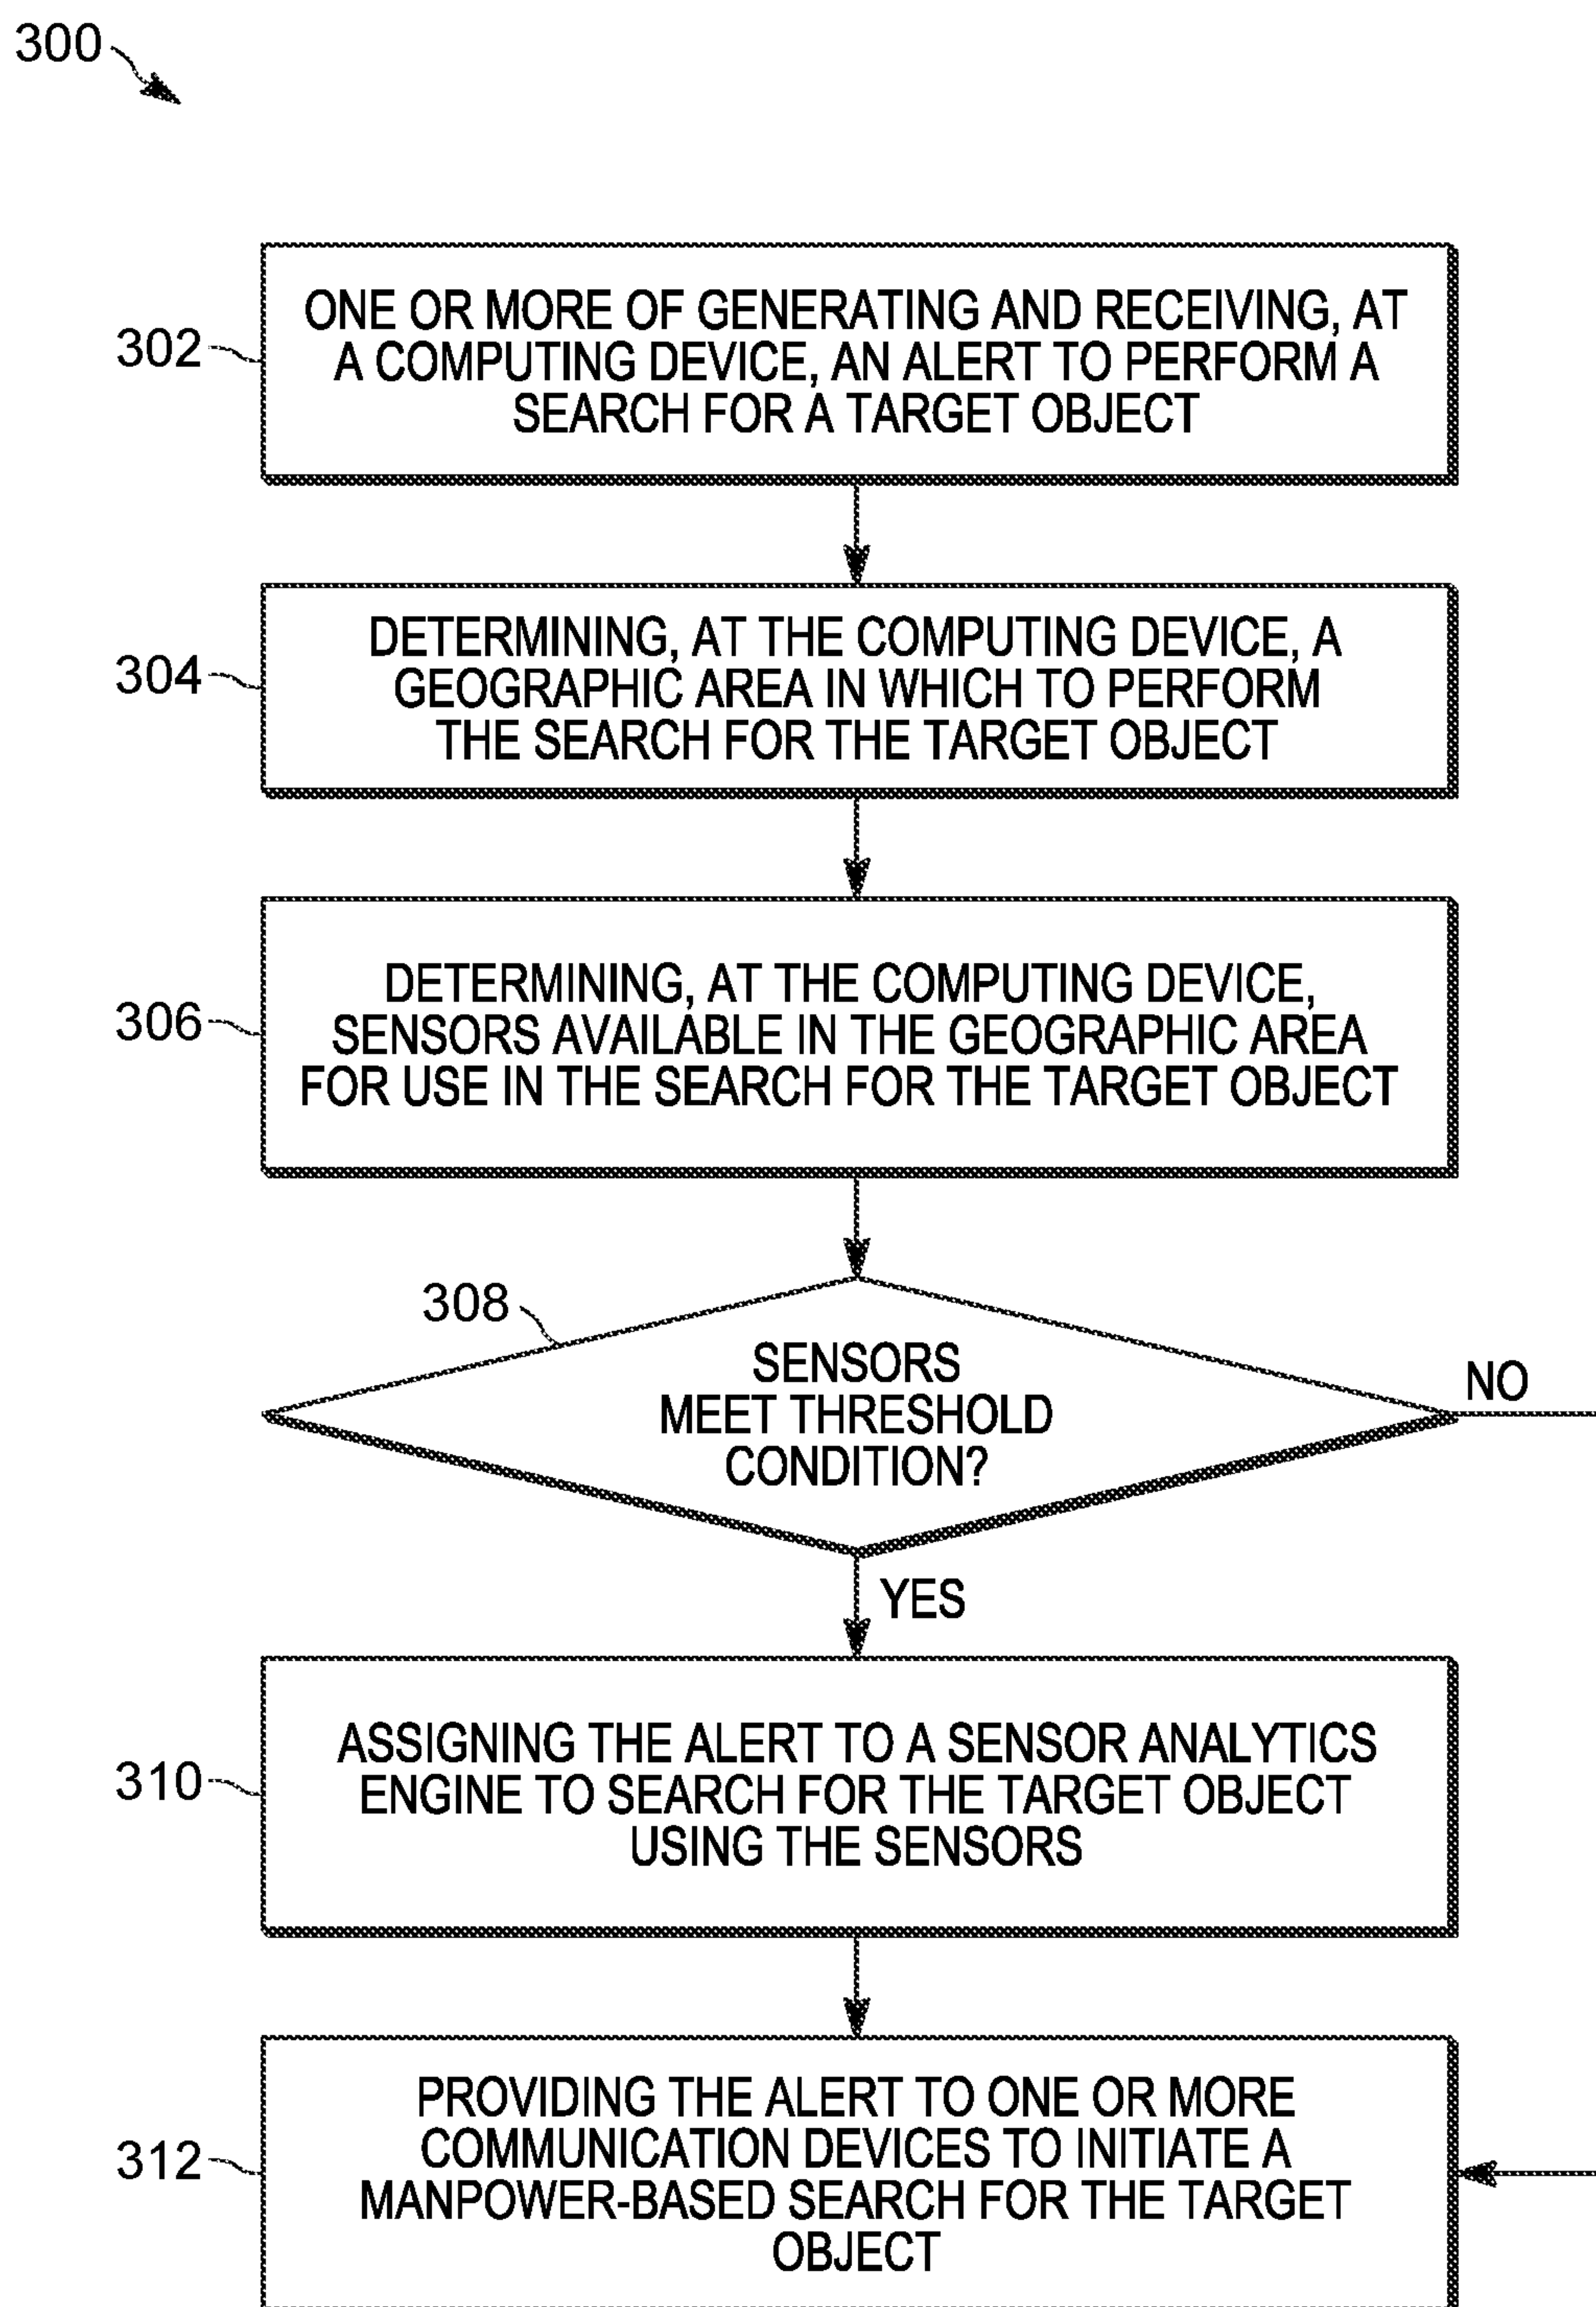 300
302
ONE OR MORE OF GENERATING AND RECEIVING, AT
A COMPUTING DEVICE, AN ALERT TO PERFORM A
SEARCH FOR A TARGET OBJECT
304
DETERMINING, AT THE COMPUTING DEVICE, A
GEOGRAPHIC AREA IN WHICH TO PERFORM
THE SEARCH FOR THE TARGET OBJECT
306
DETERMINING, AT THE COMPUTING DEVICE,
SENSORS AVAILABLE IN THE GEOGRAPHIC AREA
FOR USE IN THE SEARCH FOR THE TARGET OBJECT
308
SENSORS
MEET THRESHOLD
CONDITION?
NO
YES
310
ASSIGNING THE ALERT TO A SENSOR ANALYTICS
ENGINE TO SEARCH FOR THE TARGET OBJECT
USING THE SENSORS
312
PROVIDING THE ALERT TO ONE OR MORE
COMMUNICATION DEVICES TO INITIATE A
MANPOWER-BASED SEARCH FOR THE TARGET
OBJECT